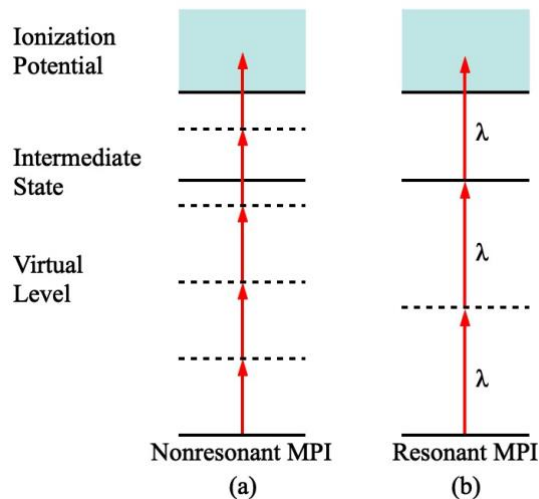 Ionization
Potential
Intermediate
State
Virtual
Level
λ
λ
λ
Nonresonant MPI
Resonant MPI
(a)
(b)